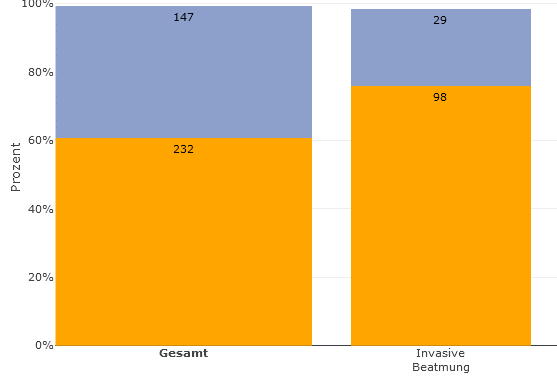 100%
80%
60%
40%
20%
0%
Prozent
147
232
29
98
Gesamt
Invasive
Beatmung